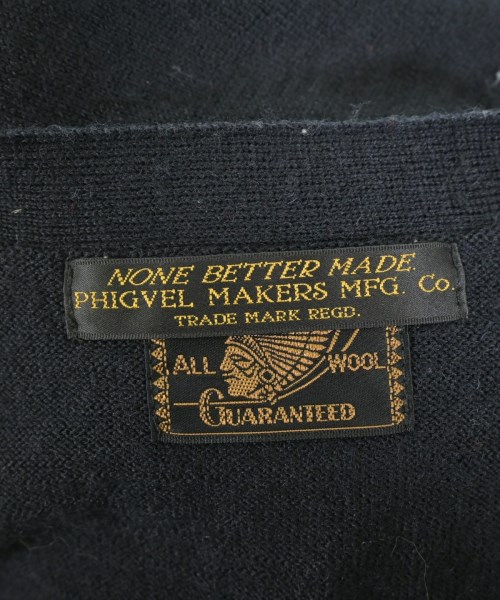 NONE BETTER MADE.
PHIGVEL MAKERS MFG. Co.
TRADE MARK REGD.
ALL WOOL
GUARANTEED